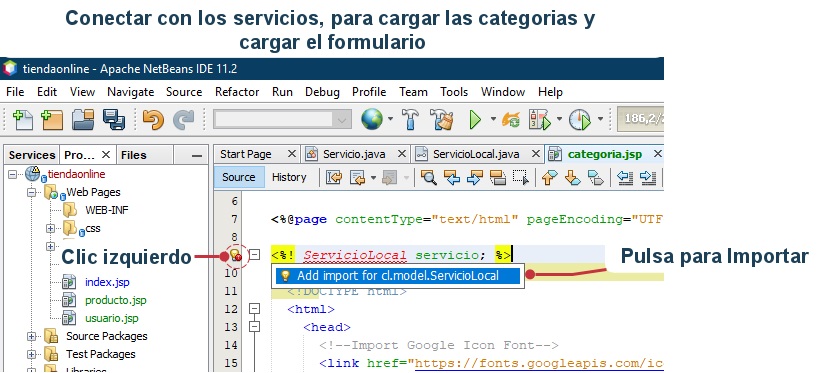 Conectar con los servicios, para cargar las categorias y
cargar el formulario
tiendaonline - Apache NetBeans IDE 11.2
File Edit View Navigate Source Refactor Run Debug Profile Team Tools Window Help
186,2/
Services Pro... Files
Start Page Servicio.java ServicioLocal.java categoria.jsp
Source History
tiendaonline
Web Pages
WEB-INF
css
index.jsp
producto.jsp
usuario.jsp
Source Packages
Test Packages
Libraries
6
7 <%@page contentType="text/html" pageEncoding="UTF
8
Clic izquierdo
<%! ServicioLocal servicio; %>
Pulsa para Importar
10
Add import for cl.model.ServicioLocal
11 <!DOCTYPE html>
12 <html>
13 <head>
14 <!--Import Google Icon Font-->
15 <link href="https://fonts.googleapis.com/ic